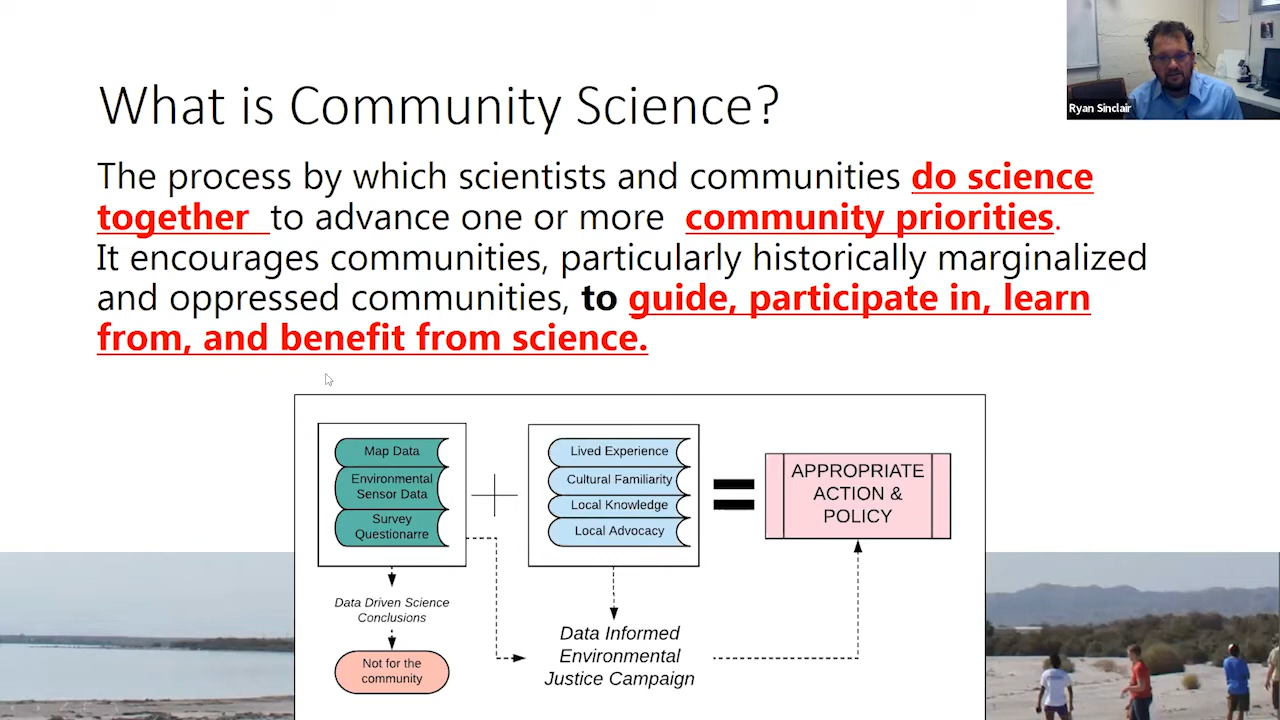 What is Community Science?
Ryan Sinclair
The process by which scientists and communities do science
together to advance one or more community priorities.
It encourages communities, particularly historically marginalized
and oppressed communities, to guide, participate in, learn
from, and benefit from science.
Map Data
Environmental
Sensor Data
Survey
Questionarre
Lived Experience
Cultural Familiarity
Local Knowledge
Local Advocacy
APPROPRIATE
ACTION &
POLICY
Data Driven Science
Conclusions
Not for the
community
Data Informed
Environmental
Justice Campaign